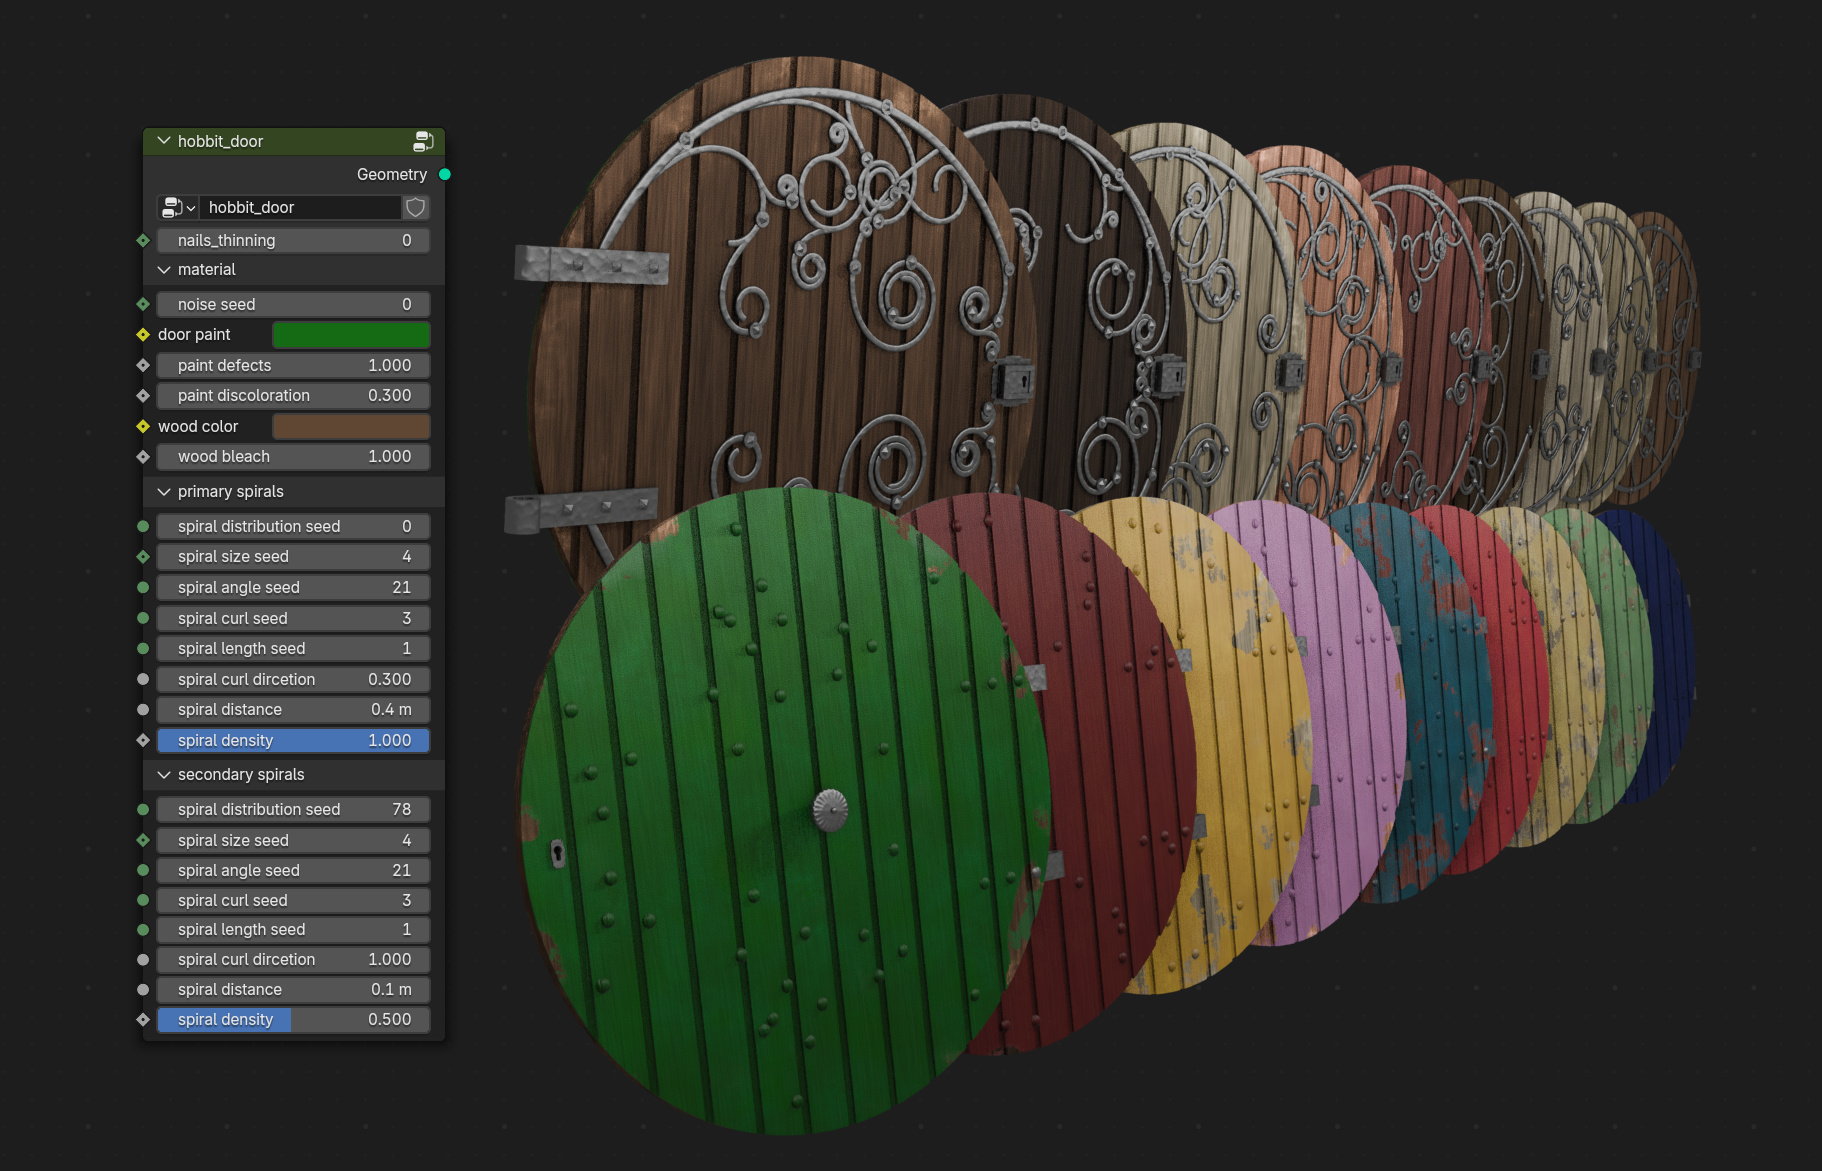 hobbit_door
Geometry
hobbit_door
nails_thinning 0
material
noise seed 0
door paint
paint defects 1.000
paint discoloration 0.300
wood color
wood bleach 1.000
primary spirals
spiral distribution seed 0
spiral size seed 4
spiral angle seed 21
spiral curl seed 3
spiral length seed 1
spiral curl dircetion 0.300
spiral distance 0.4 m
spiral density 1.000
secondary spirals
spiral distribution seed 78
spiral size seed 4
spiral angle seed 21
spiral curl seed 3
spiral length seed 1
spiral curl dircetion 1.000
spiral distance 0.1 m
spiral density 0.500